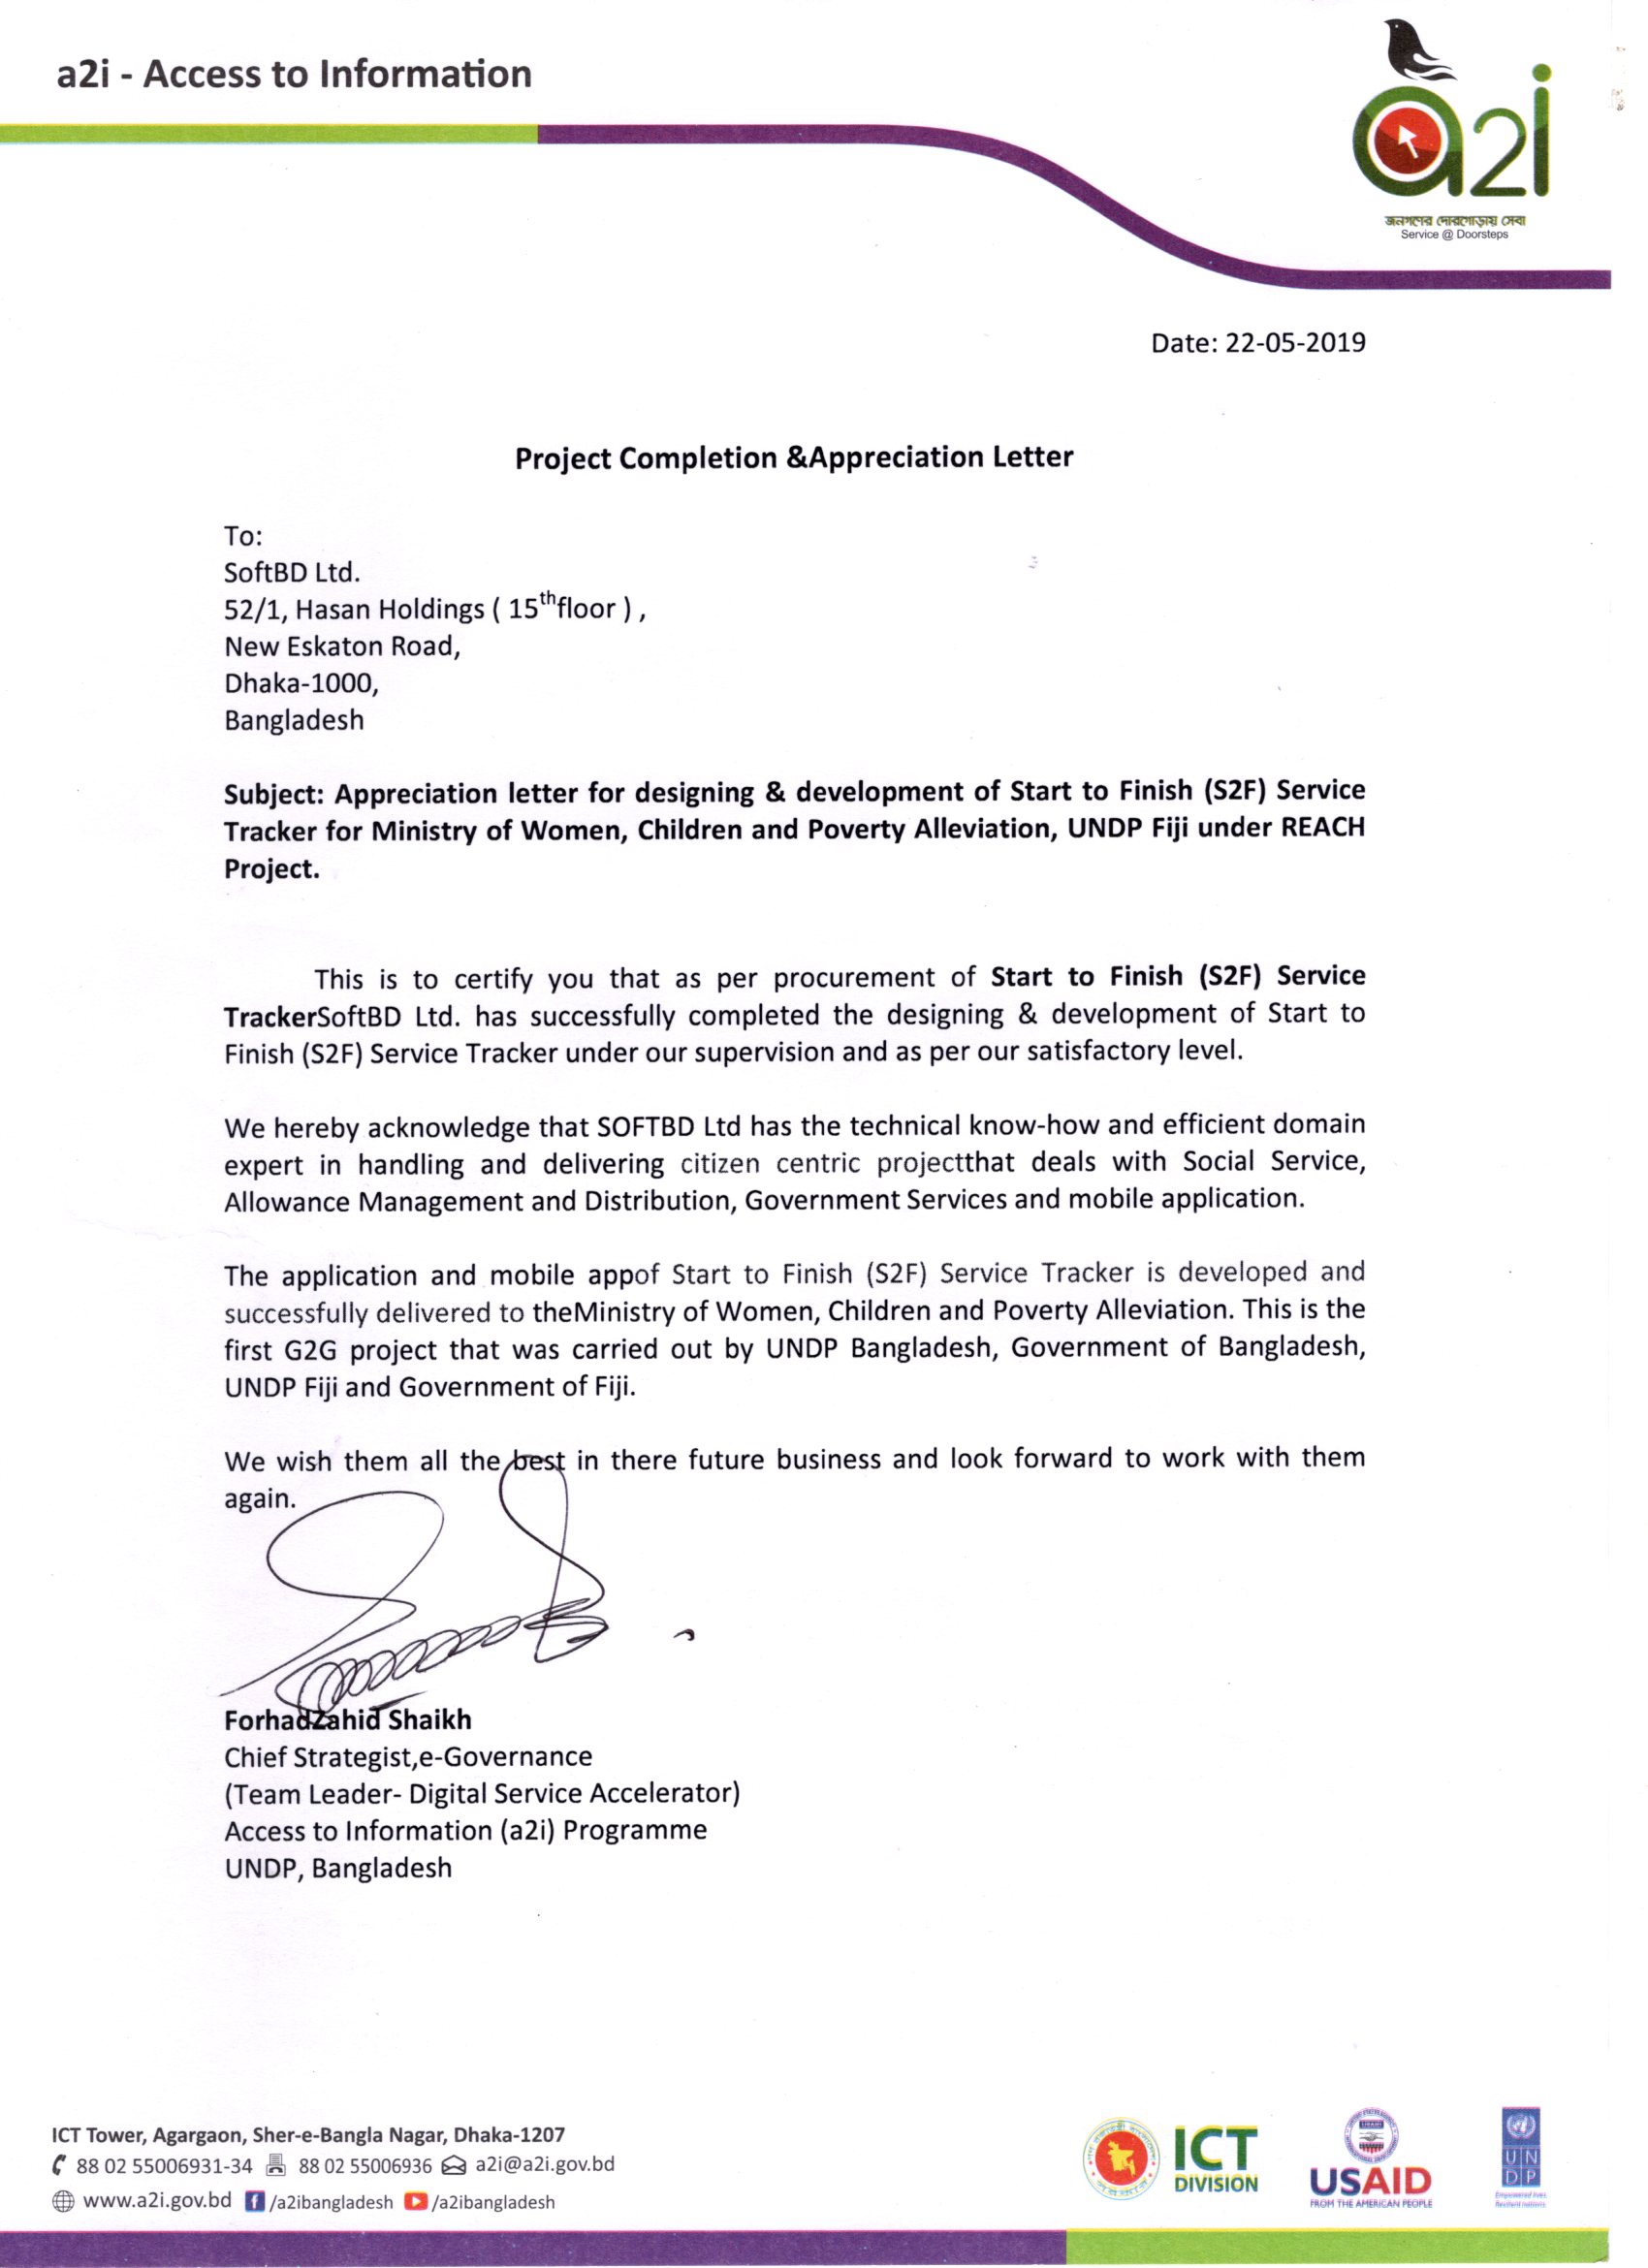 a2i - Access to Information
a2i
জনগণের দোরগোড়ায় সেবা
Service @ Doorsteps
Date: 22-05-2019
Project Completion &Appreciation Letter
To:
SoftBD Ltd.
52/1, Hasan Holdings ( 15thfloor ) ,
New Eskaton Road,
Dhaka-1000,
Bangladesh
Subject: Appreciation letter for designing & development of Start to Finish (S2F) Service
Tracker for Ministry of Women, Children and Poverty Alleviation, UNDP Fiji under REACH
Project.
This is to certify you that as per procurement of Start to Finish (S2F) Service
TrackerSoftBD Ltd. has successfully completed the designing & development of Start to
Finish (S2F) Service Tracker under our supervision and as per our satisfactory level.
We hereby acknowledge that SOFTBD Ltd has the technical know-how and efficient domain
expert in handling and delivering citizen centric projectthat deals with Social Service,
Allowance Management and Distribution, Government Services and mobile application.
The application and mobile appof Start to Finish (S2F) Service Tracker is developed and
successfully delivered to theMinistry of Women, Children and Poverty Alleviation. This is the
first G2G project that was carried out by UNDP Bangladesh, Government of Bangladesh,
UNDP Fiji and Government of Fiji.
We wish them all the best in there future business and look forward to work with them
again.
ForhadZahid Shaikh
Chief Strategist,e-Governance
(Team Leader- Digital Service Accelerator)
Access to Information (a2i) Programme
UNDP, Bangladesh
ICT Tower, Agargaon, Sher-e-Bangla Nagar, Dhaka-1207
88 02 55006931-34 88 02 55006936 a2i@a2i.gov.bd
www.a2i.gov.bd /a2ibangladesh /a2ibangladesh
ICT
DIVISION
USAID
FROM THE AMERICAN PEOPLE
UN
DP
Empowered lives.
Resilient nations.